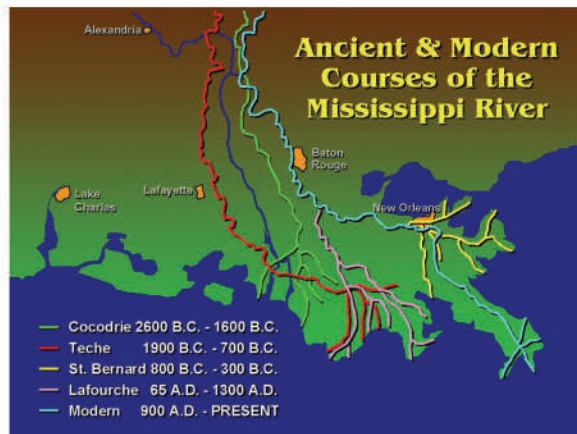 Ancient & Modern
Courses of the
Mississippi River
Alexandria
Baton
Rouge
Lake
Charles
Lafayette
New Orleans
Cocodrie 2600 B.C. - 1600 B.C.
Teche 1900 B.C. - 700 B.C.
St. Bernard 800 B.C. - 300 B.C.
Lafourche 65 A.D. - 1300 A.D.
Modern 900 A.D. - PRESENT